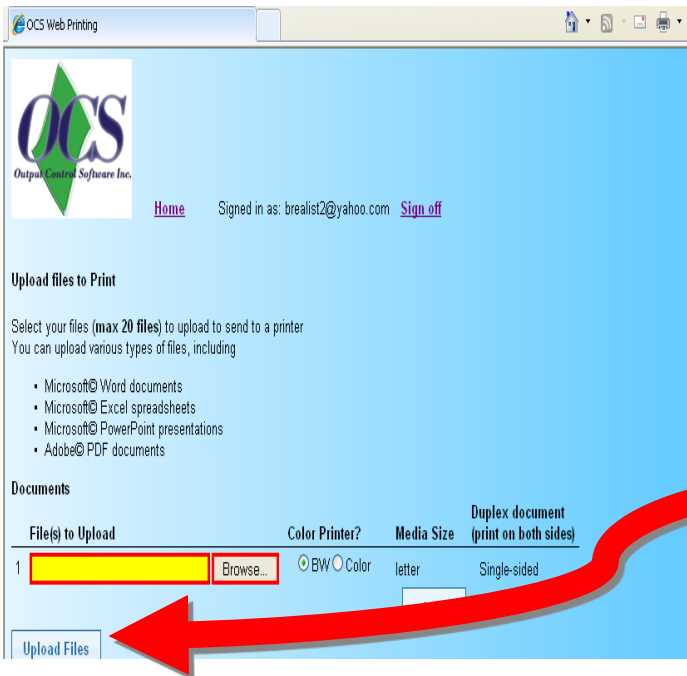 OCS Web Printing
OCS
Output Control Software Inc.
Home Signed in as: brealist2@yahoo.com Sign off
Upload files to Print
Select your files (max 20 files) to upload to send to a printer
You can upload various types of files, including
• Microsoft© Word documents
• Microsoft© Excel spreadsheets
• Microsoft© PowerPoint presentations
• Adobe© PDF documents
Documents
Duplex document
File(s) to Upload Color Printer? Media Size (print on both sides)
1 Browse... BW Color letter Single-sided
Upload Files